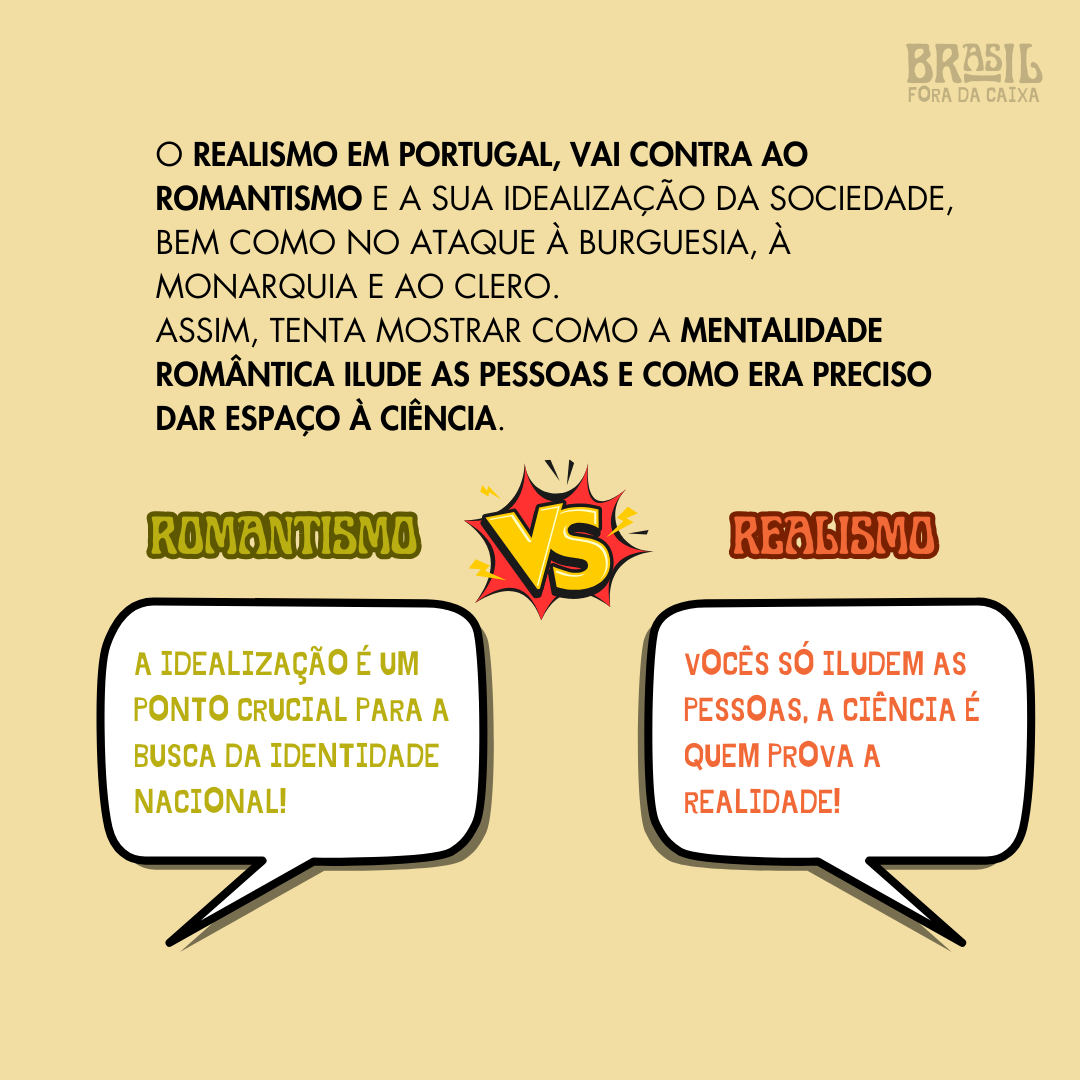 BRASIL
FORA DA CAIXA
O REALISMO EM PORTUGAL, VAI CONTRA AO
ROMANTISMO E A SUA IDEALIZAÇÃO DA SOCIEDADE,
BEM COMO NO ATAQUE À BURGUESIA, À
MONARQUIA E AO CLERO.
ASSIM, TENTA MOSTRAR COMO A MENTALIDADE
ROMÂNTICA ILUDE AS PESSOAS E COMO ERA PRECISO
DAR ESPAÇO À CIÊNCIA.
ROMANTISMO
VS
REALISMO
A IDEALIZAÇÃO É UM
PONTO CRUCIAL PARA A
BUSCA DA IDENTIDADE
NACIONAL!
VOCÊS SÓ ILUDEM AS
PESSOAS, A CIÊNCIA É
QUEM PROVA A
REALIDADE!